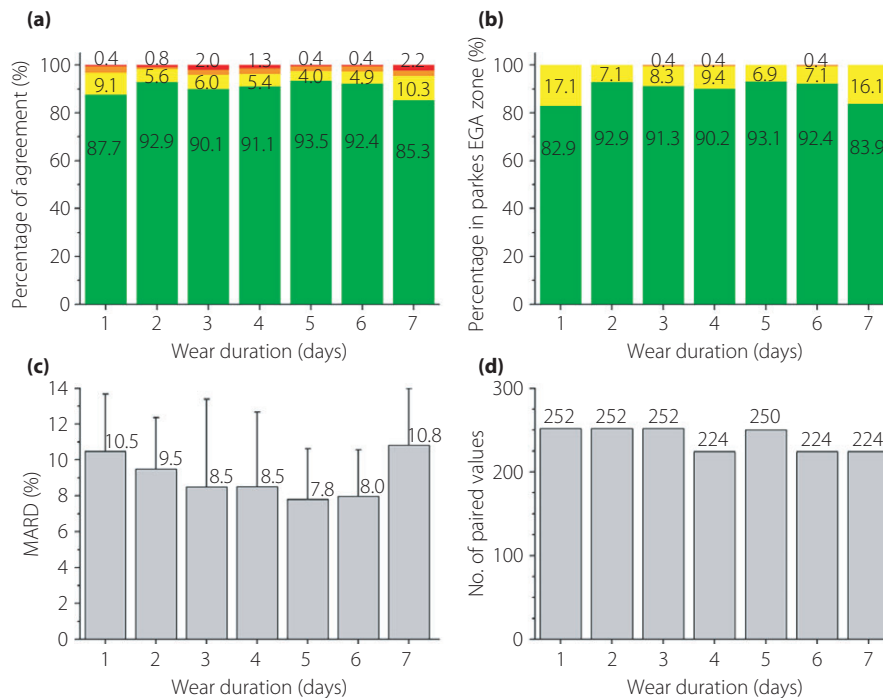 (a)
Percentage of agreement (%)
100
80
60
40
20
0
0.4 0.8 2.0 1.3 0.4 0.4 2.2
9.1 5.6 6.0 5.4 4.0 4.9 10.3
87.7 92.9 90.1 91.1 93.5 92.4 85.3
1 2 3 4 5 6 7
Wear duration (days)
(b)
Percentage in parkes EGA zone (%)
100
80
60
40
20
0
0.4 0.4 0.4
17.1 7.1 8.3 9.4 6.9 7.1 16.1
82.9 92.9 91.3 90.2 93.1 92.4 83.9
1 2 3 4 5 6 7
Wear duration (days)
(c)
MARD (%)
14
12
10
8
6
4
2
0
10.5 9.5 8.5 8.5 7.8 8.0 10.8
1 2 3 4 5 6 7
Wear duration (days)
(d)
No. of paired values
300
250
200
100
0
252 252 252 224 250 224 224
1 2 3 4 5 6 7
Wear duration (days)